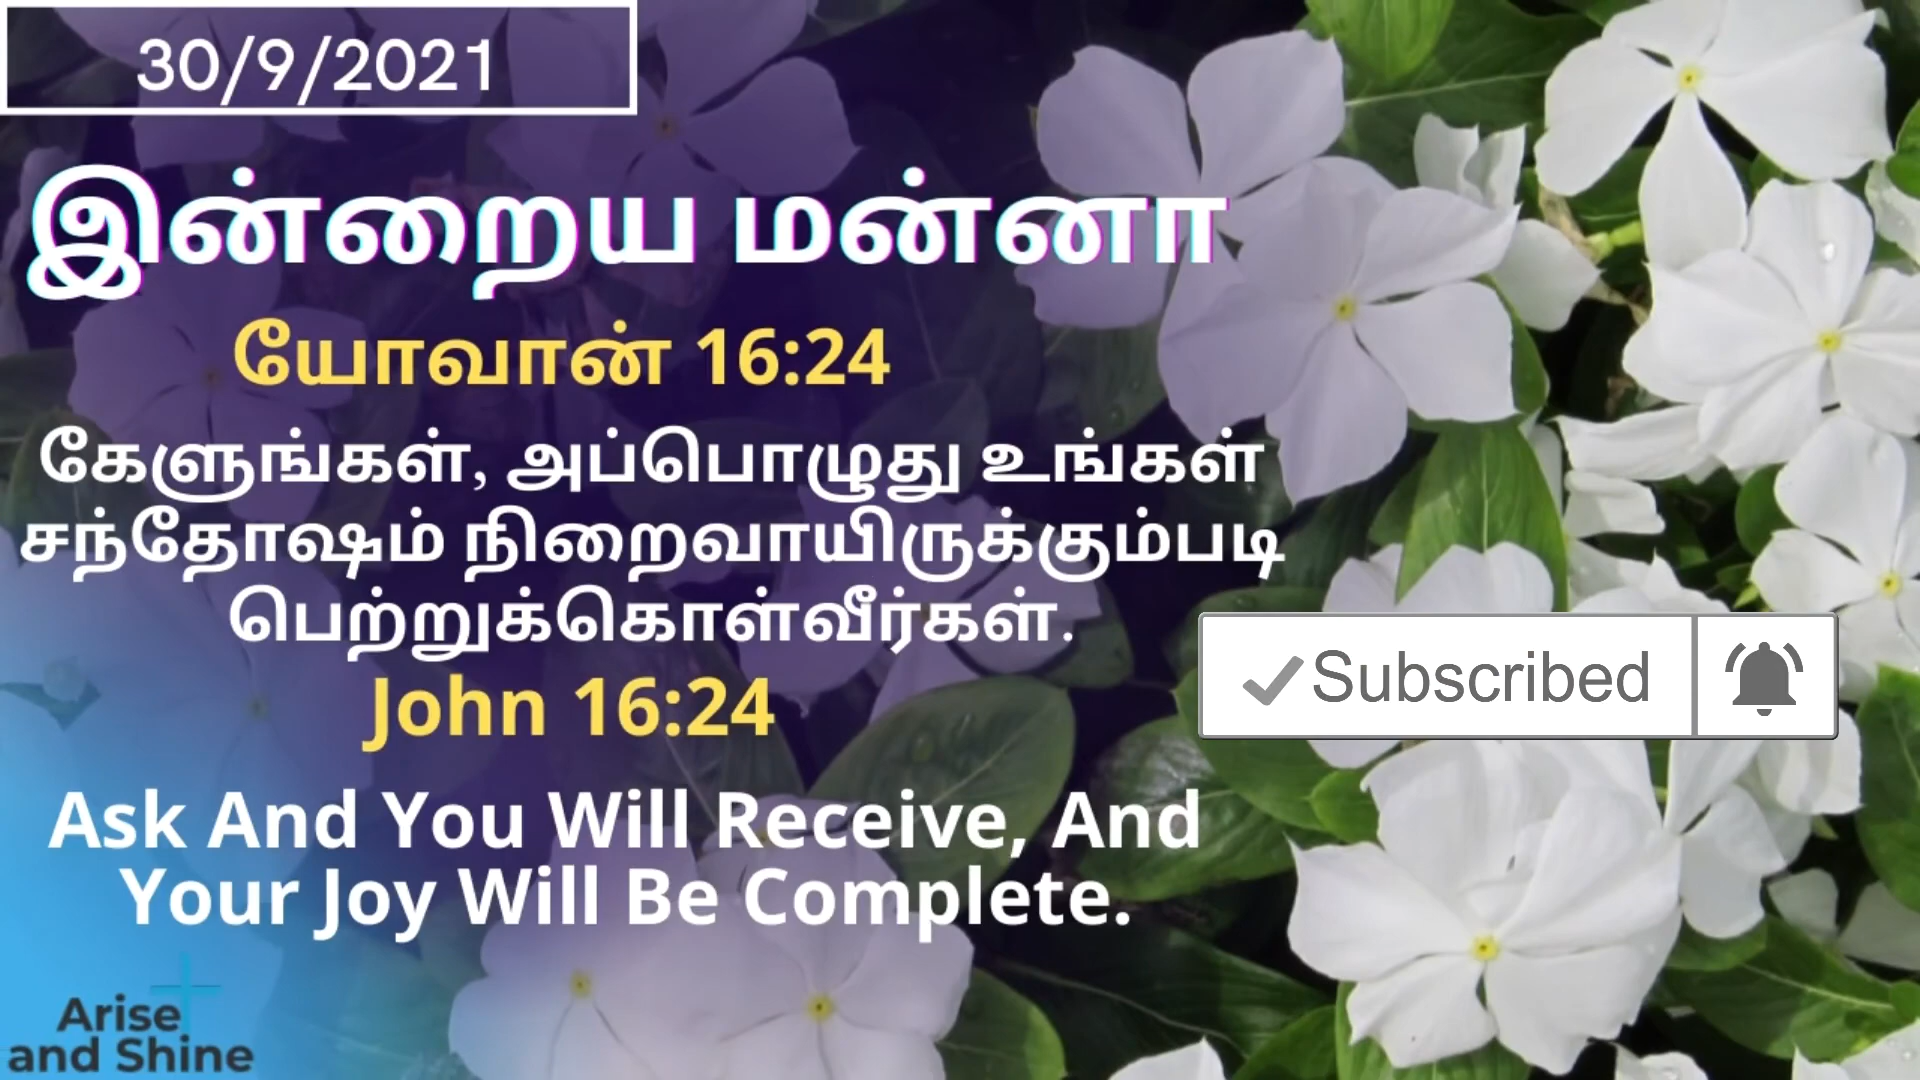 30/9/2021
இன்றைய மன்னா
யோவான் 16:24
கேளுங்கள், அப்பொழுது உங்கள்
சந்தோஷம் நிறைவாயிருக்கும்படி
பெற்றுக்கொள்வீர்கள்.
John 16:24
Subscribed
Ask And You Will Receive, And
Your Joy Will Be Complete.
Arise
and Shine